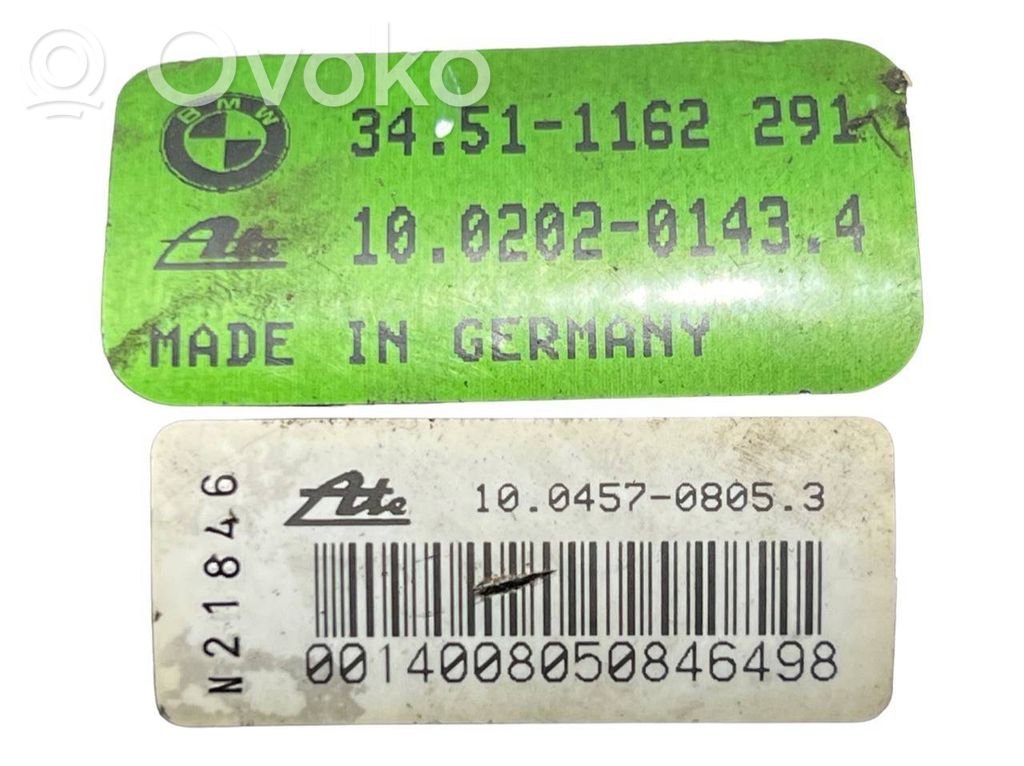 Ovoko
BMW
34.51-1162 291
Ate
10.0202-0143.4
MADE IN GERMANY
N21846
Ate
10.0457-0805.3
0014008050846498